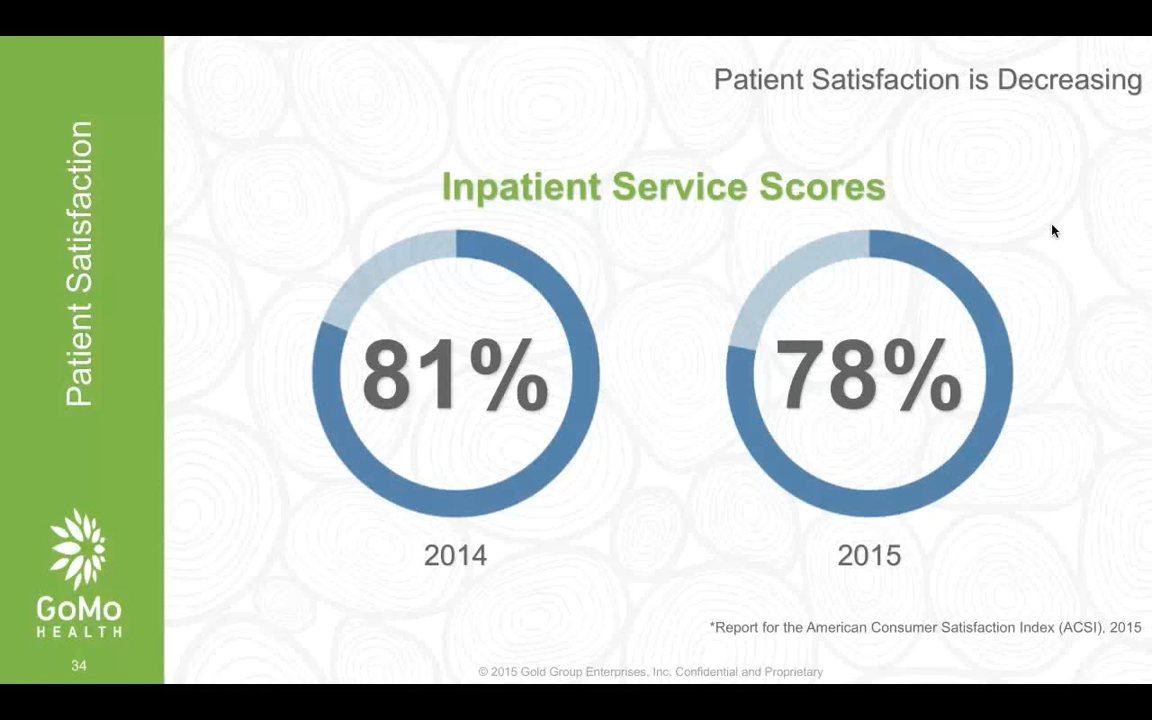 Patient Satisfaction is Decreasing
Patient Satisfaction
Inpatient Service Scores
81%
78%
2014
2015
GoMo
HEALTH
*Report for the American Consumer Satisfaction Index (ACSI), 2015
34
© 2015 Gold Group Enterprises, Inc. Confidential and Proprietary